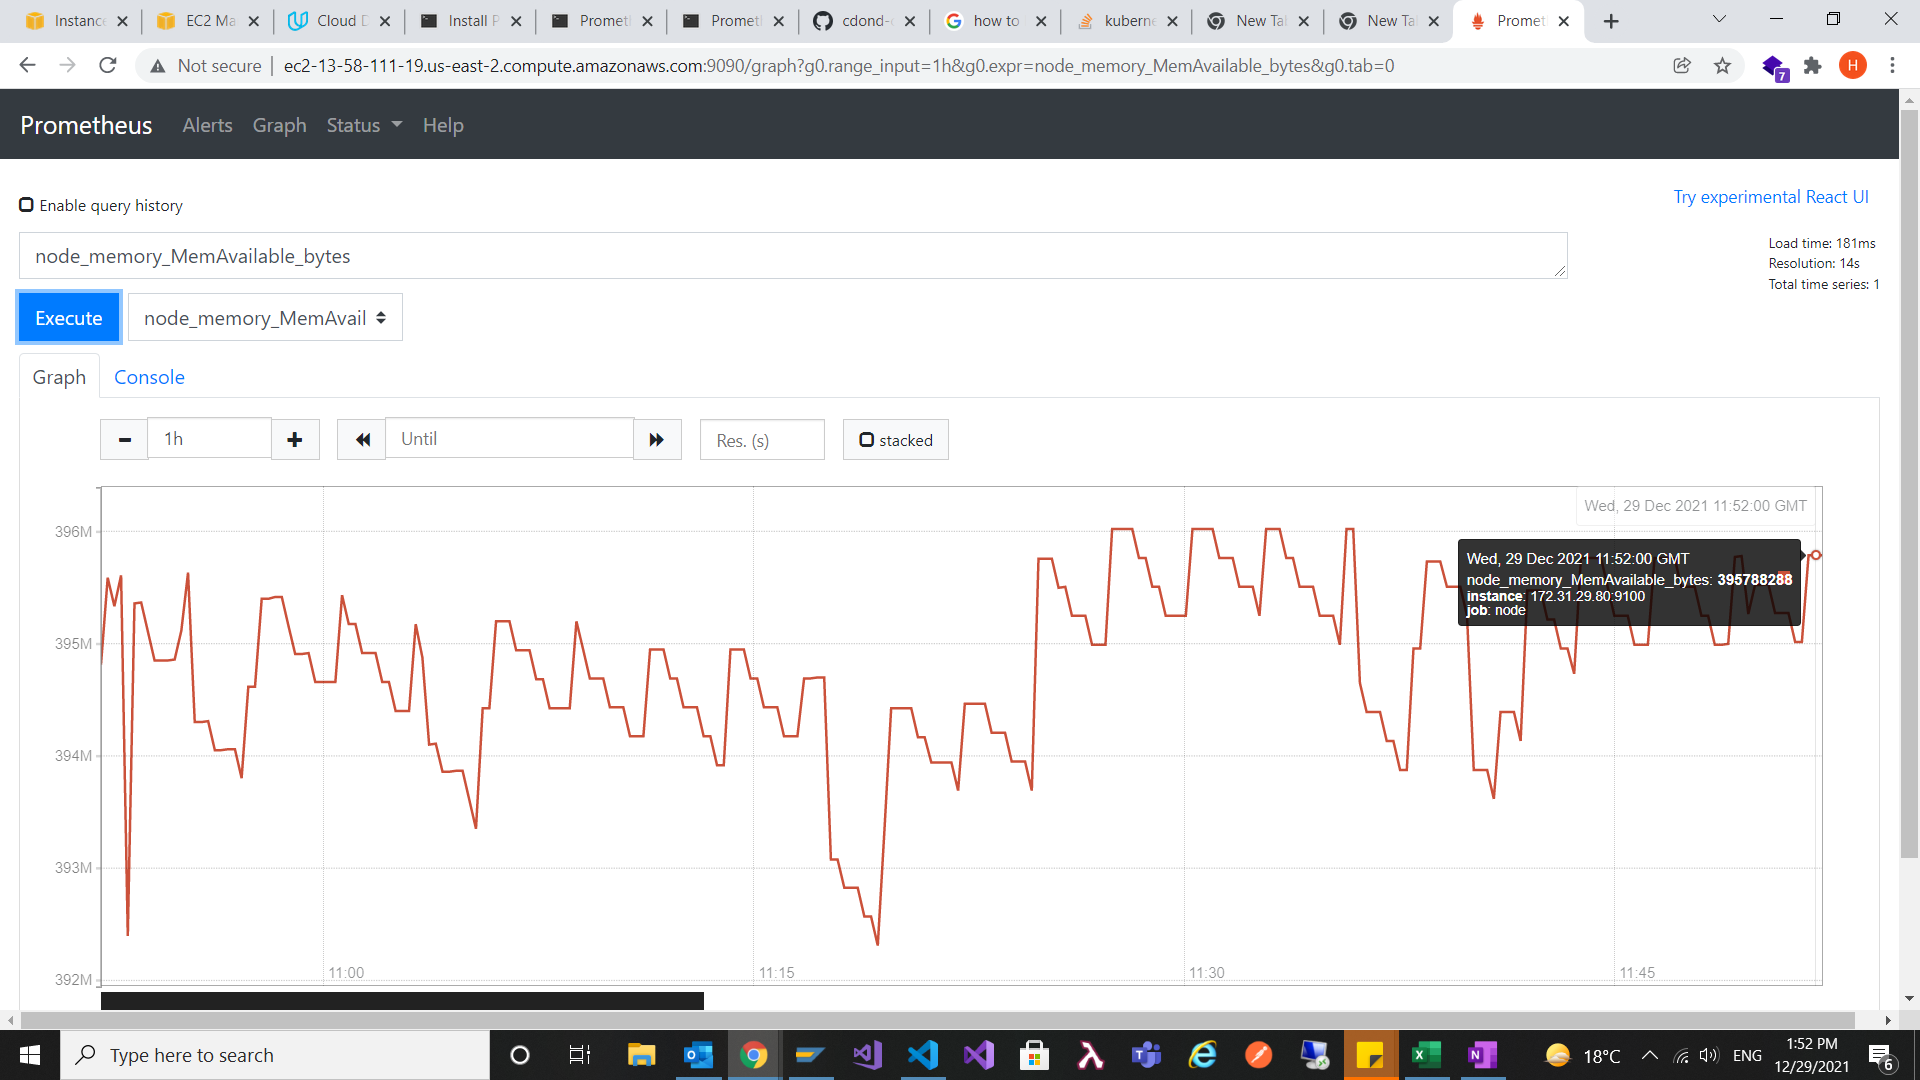 Instance
EC2 Ma
Cloud D
Install P
Prometh
Prometh
cdond-c
how to
kuberne
New Tab
New Tab
Prometh
Not secure
ec2-13-58-111-19.us-east-2.compute.amazonaws.com:9090/graph?g0.range_input=1h&g0.expr=node_memory_MemAvailable_bytes&g0.tab=0
7
H
Prometheus
Alerts
Graph
Status
Help
Enable query history
Try experimental React UI
node_memory_MemAvailable_bytes
Load time: 181ms
Resolution: 14s
Total time series: 1
Execute
node_memory_MemAvail
Graph
Console
1h
Until
Res. (s)
stacked
Wed, 29 Dec 2021 11:52:00 GMT
396M
395M
394M
393M
392M
Wed, 29 Dec 2021 11:52:00 GMT
node_memory_MemAvailable_bytes: 395788288
instance: 172.31.29.80:9100
job: node
11:00
11:15
11:30
11:45
Type here to search
18°C
ENG
1:52 PM
12/29/2021
6